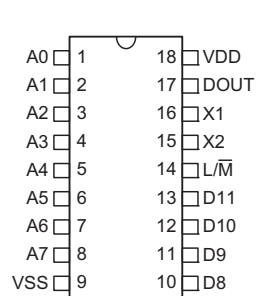 A0 1 18 VDD
A1 2 17 DOUT
A2 3 16 X1
A3 4 15 X2
A4 5 14 L/M̅
A5 6 13 D11
A6 7 12 D10
A7 8 11 D9
VSS 9 10 D8